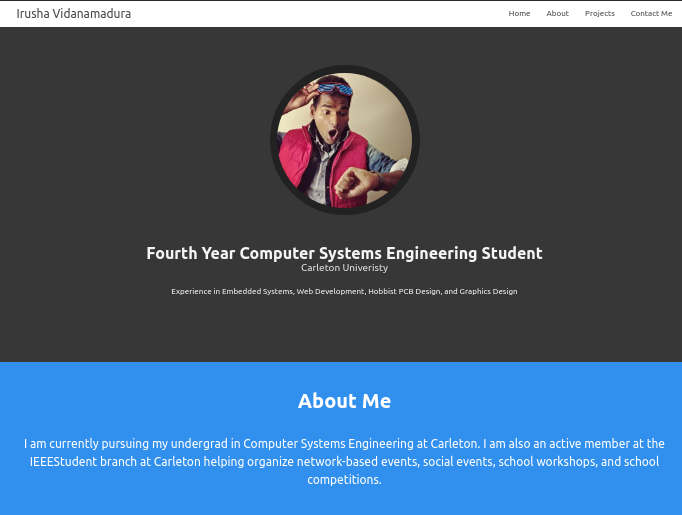 Irusha Vidanamadura
Home About Projects Contact Me
Fourth Year Computer Systems Engineering Student
Carleton Univeristy
Experience in Embedded Systems, Web Development, Hobbist PCB Design, and Graphics Design
About Me
I am currently pursuing my undergrad in Computer Systems Engineering at Carleton. I am also an active member at the
IEEEStudent branch at Carleton helping organize network-based events, social events, school workshops, and school
competitions.